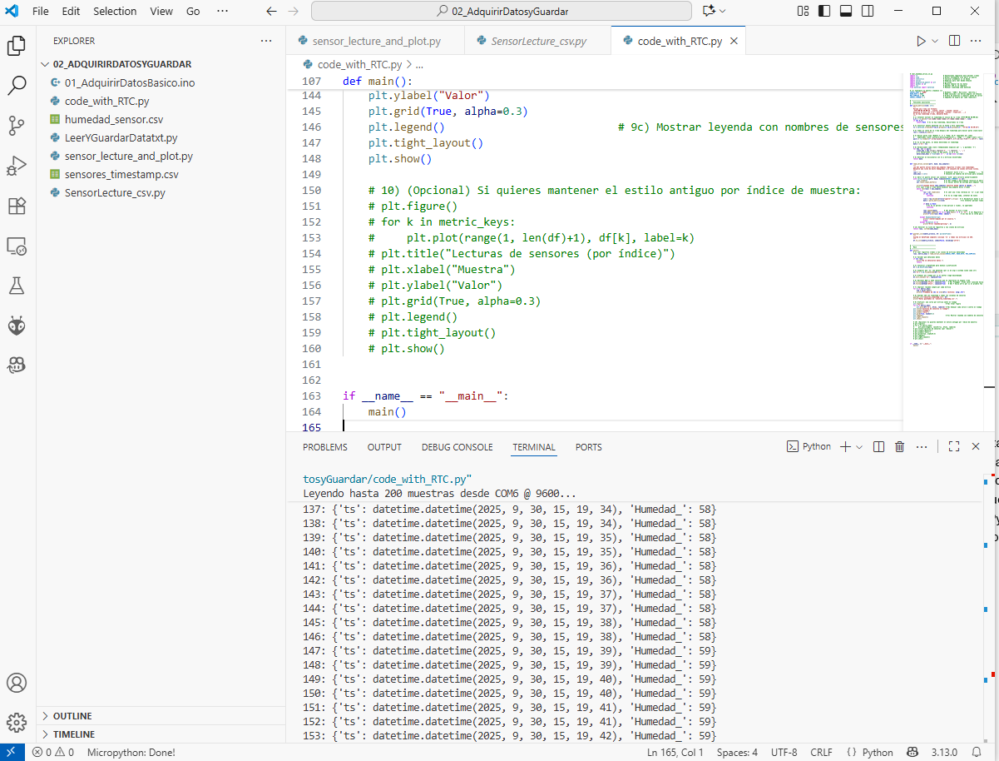 File Edit Selection View Go ··· 02_AdquirirDatosyGuardar
EXPLORER ···
02_ADQUIRIRDATOSYGUARDAR
01_AdquirirDatosBasico.ino
code_with_RTC.py
humedad_sensor.csv
LeerYGuardarDatatxt.py
sensor_lecture_and_plot.py
sensores_timestamp.csv
SensorLecture_csv.py
OUTLINE
TIMELINE
sensor_lecture_and_plot.py SensorLecture_csv.py code_with_RTC.py
code_with_RTC.py > ...
107 def main():
144 plt.ylabel("Valor")
145 plt.grid(True, alpha=0.3)
146 plt.legend() # 9c) Mostrar leyenda con nombres de sensores
147 plt.tight_layout()
148 plt.show()
149
150 # 10) (Opcional) Si quieres mantener el estilo antiguo por índice de muestra:
151 # plt.figure()
152 # for k in metric_keys:
153 #     plt.plot(range(1, len(df)+1), df[k], label=k)
154 # plt.title("Lecturas de sensores (por índice)")
155 # plt.xlabel("Muestra")
156 # plt.ylabel("Valor")
157 # plt.grid(True, alpha=0.3)
158 # plt.legend()
159 # plt.tight_layout()
160 # plt.show()
161
162
163 if __name__ == "__main__":
164 main()
165
PROBLEMS OUTPUT DEBUG CONSOLE TERMINAL PORTS Python
tosyGuardar/code_with_RTC.py"
Leyendo hasta 200 muestras desde COM6 @ 9600...
137: {'ts': datetime.datetime(2025, 9, 30, 15, 19, 34), 'Humedad_': 58}
138: {'ts': datetime.datetime(2025, 9, 30, 15, 19, 34), 'Humedad_': 58}
139: {'ts': datetime.datetime(2025, 9, 30, 15, 19, 35), 'Humedad_': 58}
140: {'ts': datetime.datetime(2025, 9, 30, 15, 19, 35), 'Humedad_': 58}
141: {'ts': datetime.datetime(2025, 9, 30, 15, 19, 36), 'Humedad_': 58}
142: {'ts': datetime.datetime(2025, 9, 30, 15, 19, 36), 'Humedad_': 58}
143: {'ts': datetime.datetime(2025, 9, 30, 15, 19, 37), 'Humedad_': 58}
144: {'ts': datetime.datetime(2025, 9, 30, 15, 19, 37), 'Humedad_': 58}
145: {'ts': datetime.datetime(2025, 9, 30, 15, 19, 38), 'Humedad_': 58}
146: {'ts': datetime.datetime(2025, 9, 30, 15, 19, 38), 'Humedad_': 58}
147: {'ts': datetime.datetime(2025, 9, 30, 15, 19, 39), 'Humedad_': 59}
148: {'ts': datetime.datetime(2025, 9, 30, 15, 19, 39), 'Humedad_': 59}
149: {'ts': datetime.datetime(2025, 9, 30, 15, 19, 40), 'Humedad_': 59}
150: {'ts': datetime.datetime(2025, 9, 30, 15, 19, 40), 'Humedad_': 59}
151: {'ts': datetime.datetime(2025, 9, 30, 15, 19, 41), 'Humedad_': 59}
152: {'ts': datetime.datetime(2025, 9, 30, 15, 19, 41), 'Humedad_': 59}
153: {'ts': datetime.datetime(2025, 9, 30, 15, 19, 42), 'Humedad_': 59}
0 0 Micropython: Done! Ln 165, Col 1 Spaces: 4 UTF-8 CRLF {} Python 3.13.0